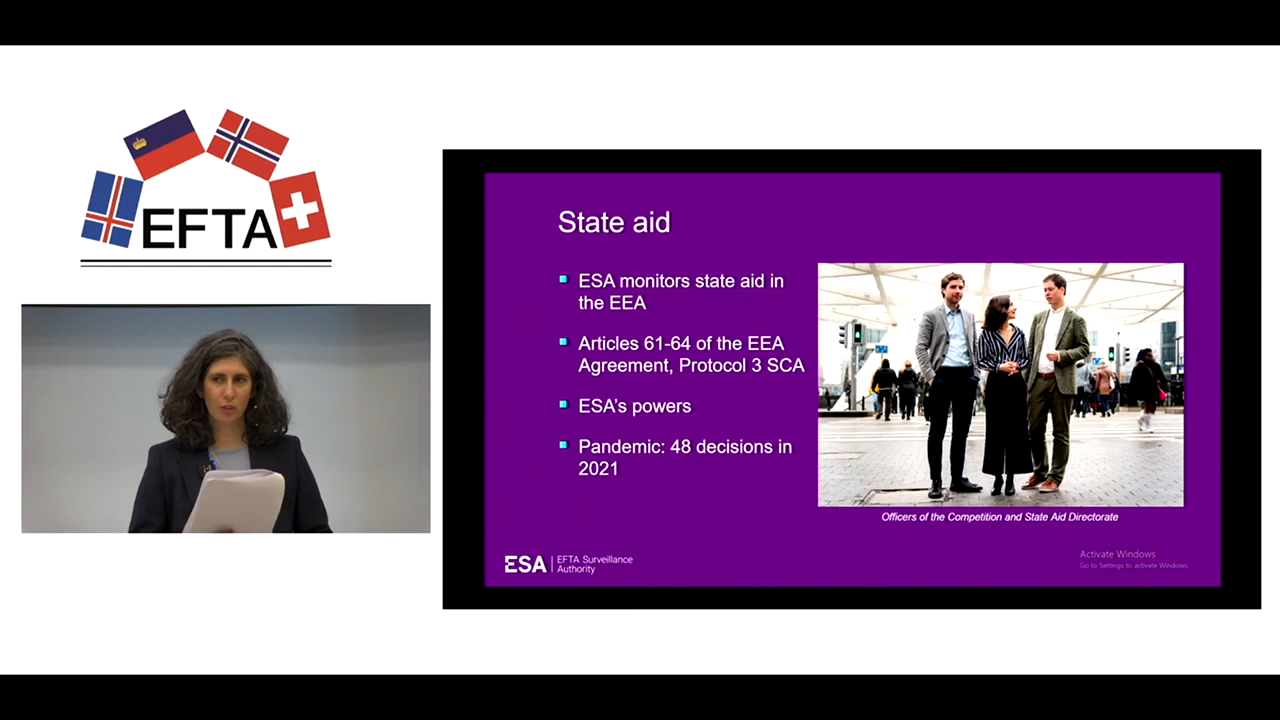 EFTA
State aid
ESA monitors state aid in
the EEA
Articles 61-64 of the EEA
Agreement, Protocol 3 SCA
ESA's powers
Pandemic: 48 decisions in
2021
Officers of the Competition and State Aid Directorate
ESA | EFTA Surveillance
Authority
Activate Windows
Go to Settings to activate Windows.